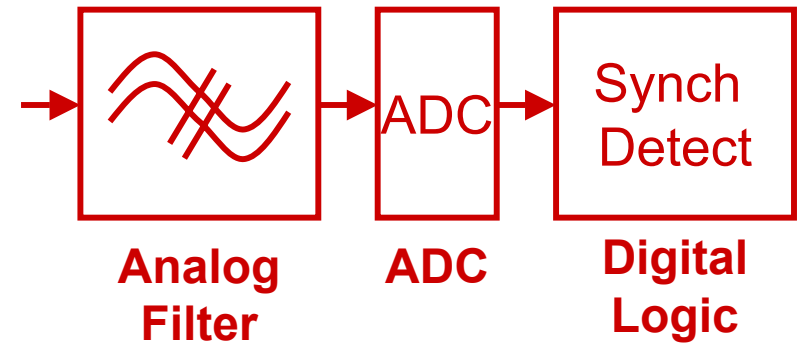 ADC
Synch
Detect
Analog
Filter
ADC
Digital
Logic